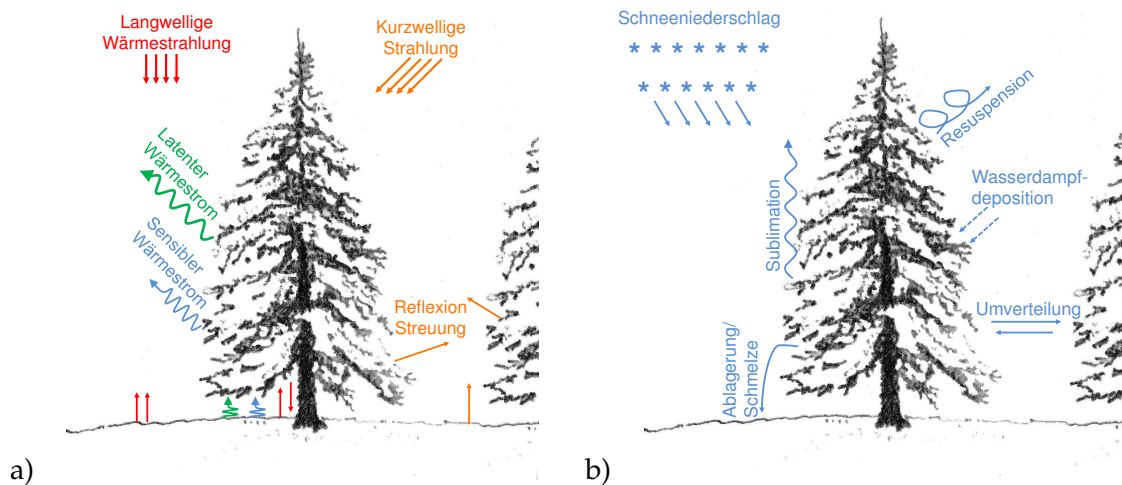 Langwellige
Wärmestrahlung
Kurzwellige
Strahlung
Latenter
Wärmestrom
Sensibler
Wärmestrom
Reflexion
Streuung
a)
Schneeniederschlag
* * * * * * *
* * * * * *
Resuspension
Wasserdampf-
deposition
Sublimation
Umverteilung
Ablagerung/
Schmelze
b)